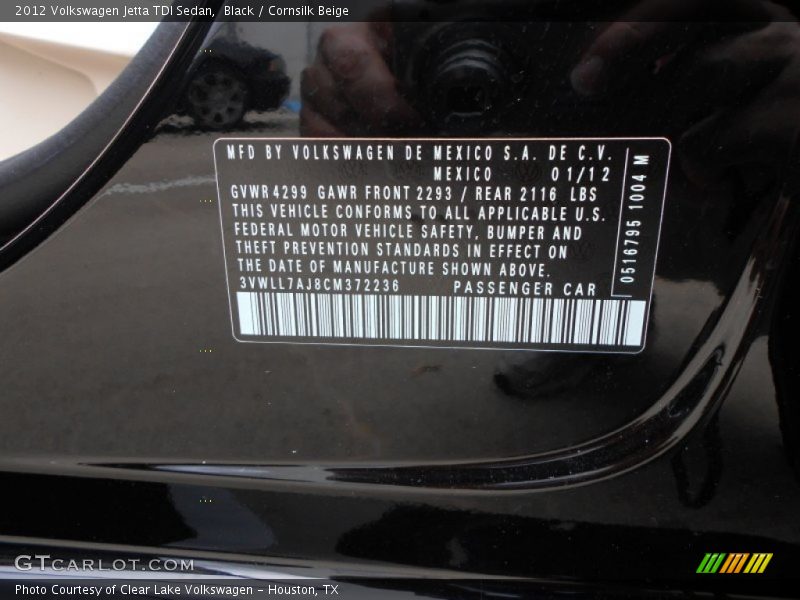 2012 Volkswagen Jetta TDI Sedan, Black / Cornsilk Beige
MFD BY VOLKSWAGEN DE MEXICO S.A. DE C.V.
MEXICO 01/12
GVWR 4299 GAWR FRONT 2293 / REAR 2116 LBS
THIS VEHICLE CONFORMS TO ALL APPLICABLE U.S.
FEDERAL MOTOR VEHICLE SAFETY, BUMPER AND
THEFT PREVENTION STANDARDS IN EFFECT ON
THE DATE OF MANUFACTURE SHOWN ABOVE.
3VWLL7AJ8CM372236 PASSENGER CAR
0516795 1004 M
GTCARLOT.COM
Photo Courtesy of Clear Lake Volkswagen - Houston, TX